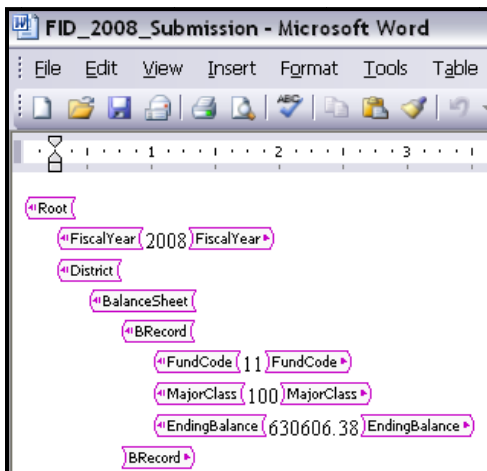 FID_2008_Submission - Microsoft Word
File Edit View Insert Format Tools Table
ABC
1 2 3
Root
FiscalYear 2008 FiscalYear
District
BalanceSheet
BRecord
FundCode 11 FundCode
MajorClass 100 MajorClass
EndingBalance 630606.38 EndingBalance
BRecord